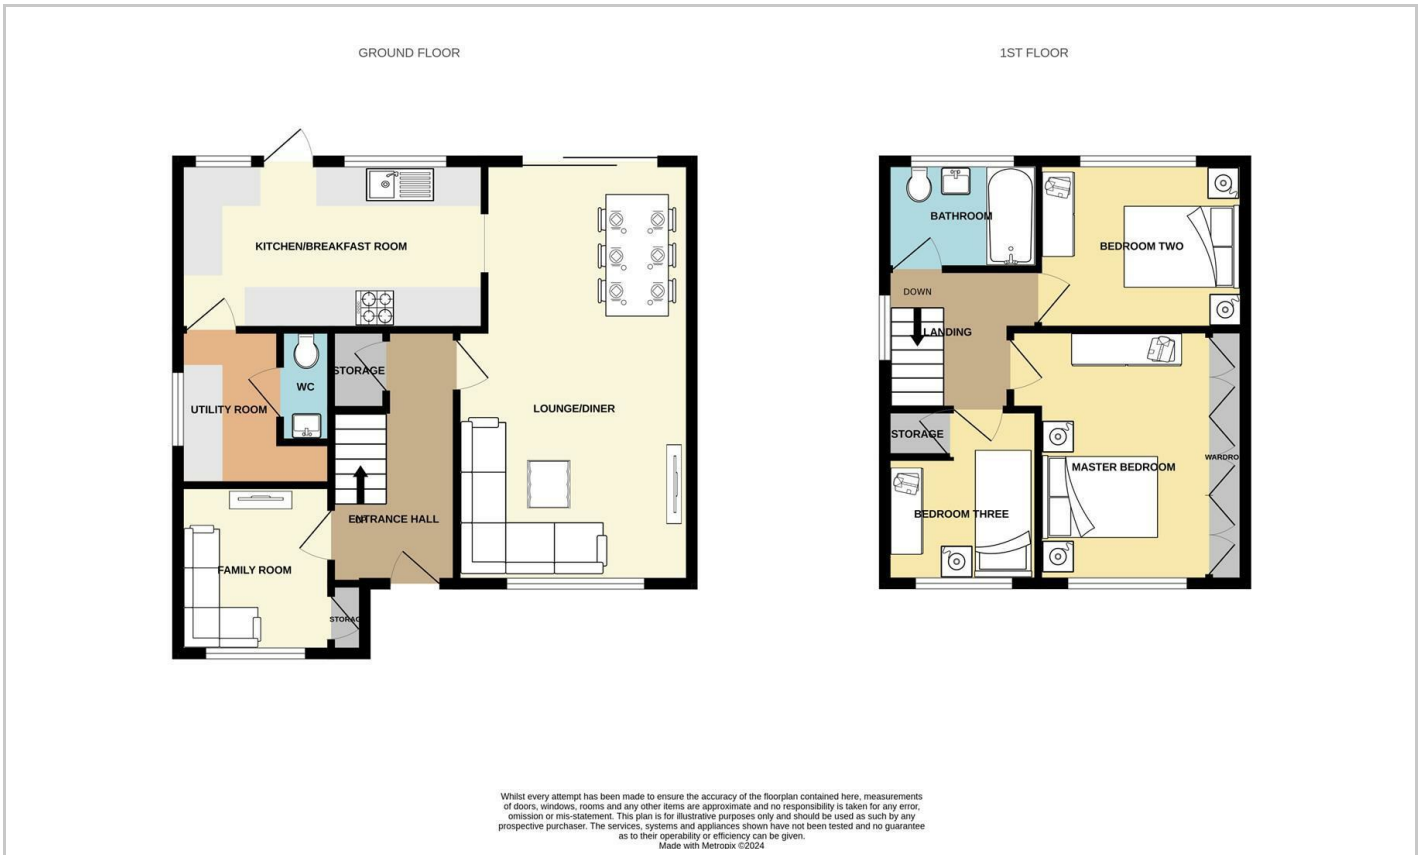 GROUND FLOOR
KITCHEN/BREAKFAST ROOM
WC
STORAGE
UTILITY ROOM
LOUNGE/DINER
UP
ENTRANCE HALL
FAMILY ROOM
STORAG
1ST FLOOR
BATHROOM
BEDROOM TWO
DOWN
LANDING
STORAGE
WARDRO
MASTER BEDROOM
BEDROOM THREE
Whilst every attempt has been made to ensure the accuracy of the floorplan contained here, measurements
of doors, windows, rooms and any other items are approximate and no responsibility is taken for any error,
omission or mis-statement. This plan is for illustrative purposes only and should be used as such by any
prospective purchaser. The services, systems and appliances shown have not been tested and no guarantee
as to their operability or efficiency can be given.
Made with Metropix ©2024